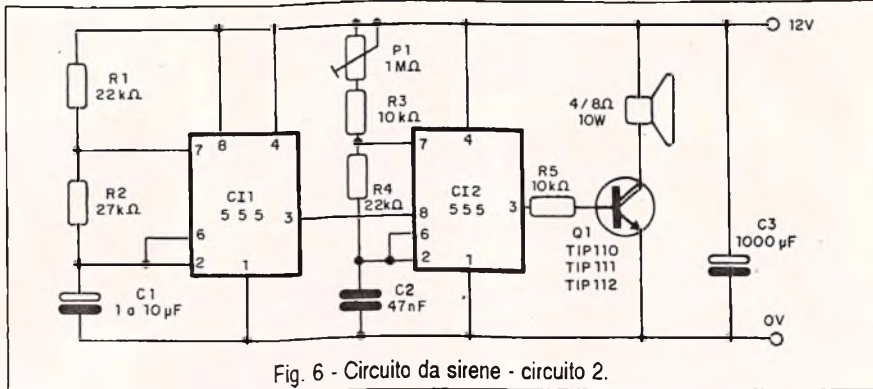 12V
P1
1MΩ
R1
22kΩ
R3
10kΩ
4/8Ω
10W
7
8
4
7
4
R2
27kΩ
CI1
555
3
R4
22kΩ
8
CI2
555
3
R5
10kΩ
6
2
1
6
2
1
Q1
TIP110
TIP111
TIP112
C3
1000µF
C1
1 a 10µF
C2
47nF
0V
Fig. 6 - Circuito da sirene - circuito 2.